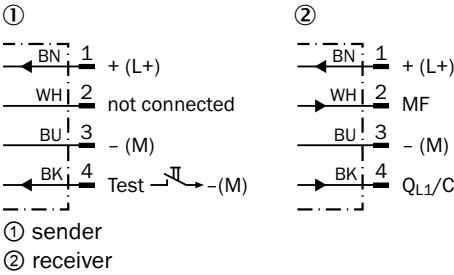 ① ②
BN 1 + (L+) BN 1 + (L+)
WH 2 not connected WH 2 MF
BU 3 – (M) BU 3 – (M)
BK 4 Test –(M) BK 4 QL1/C
① sender
② receiver